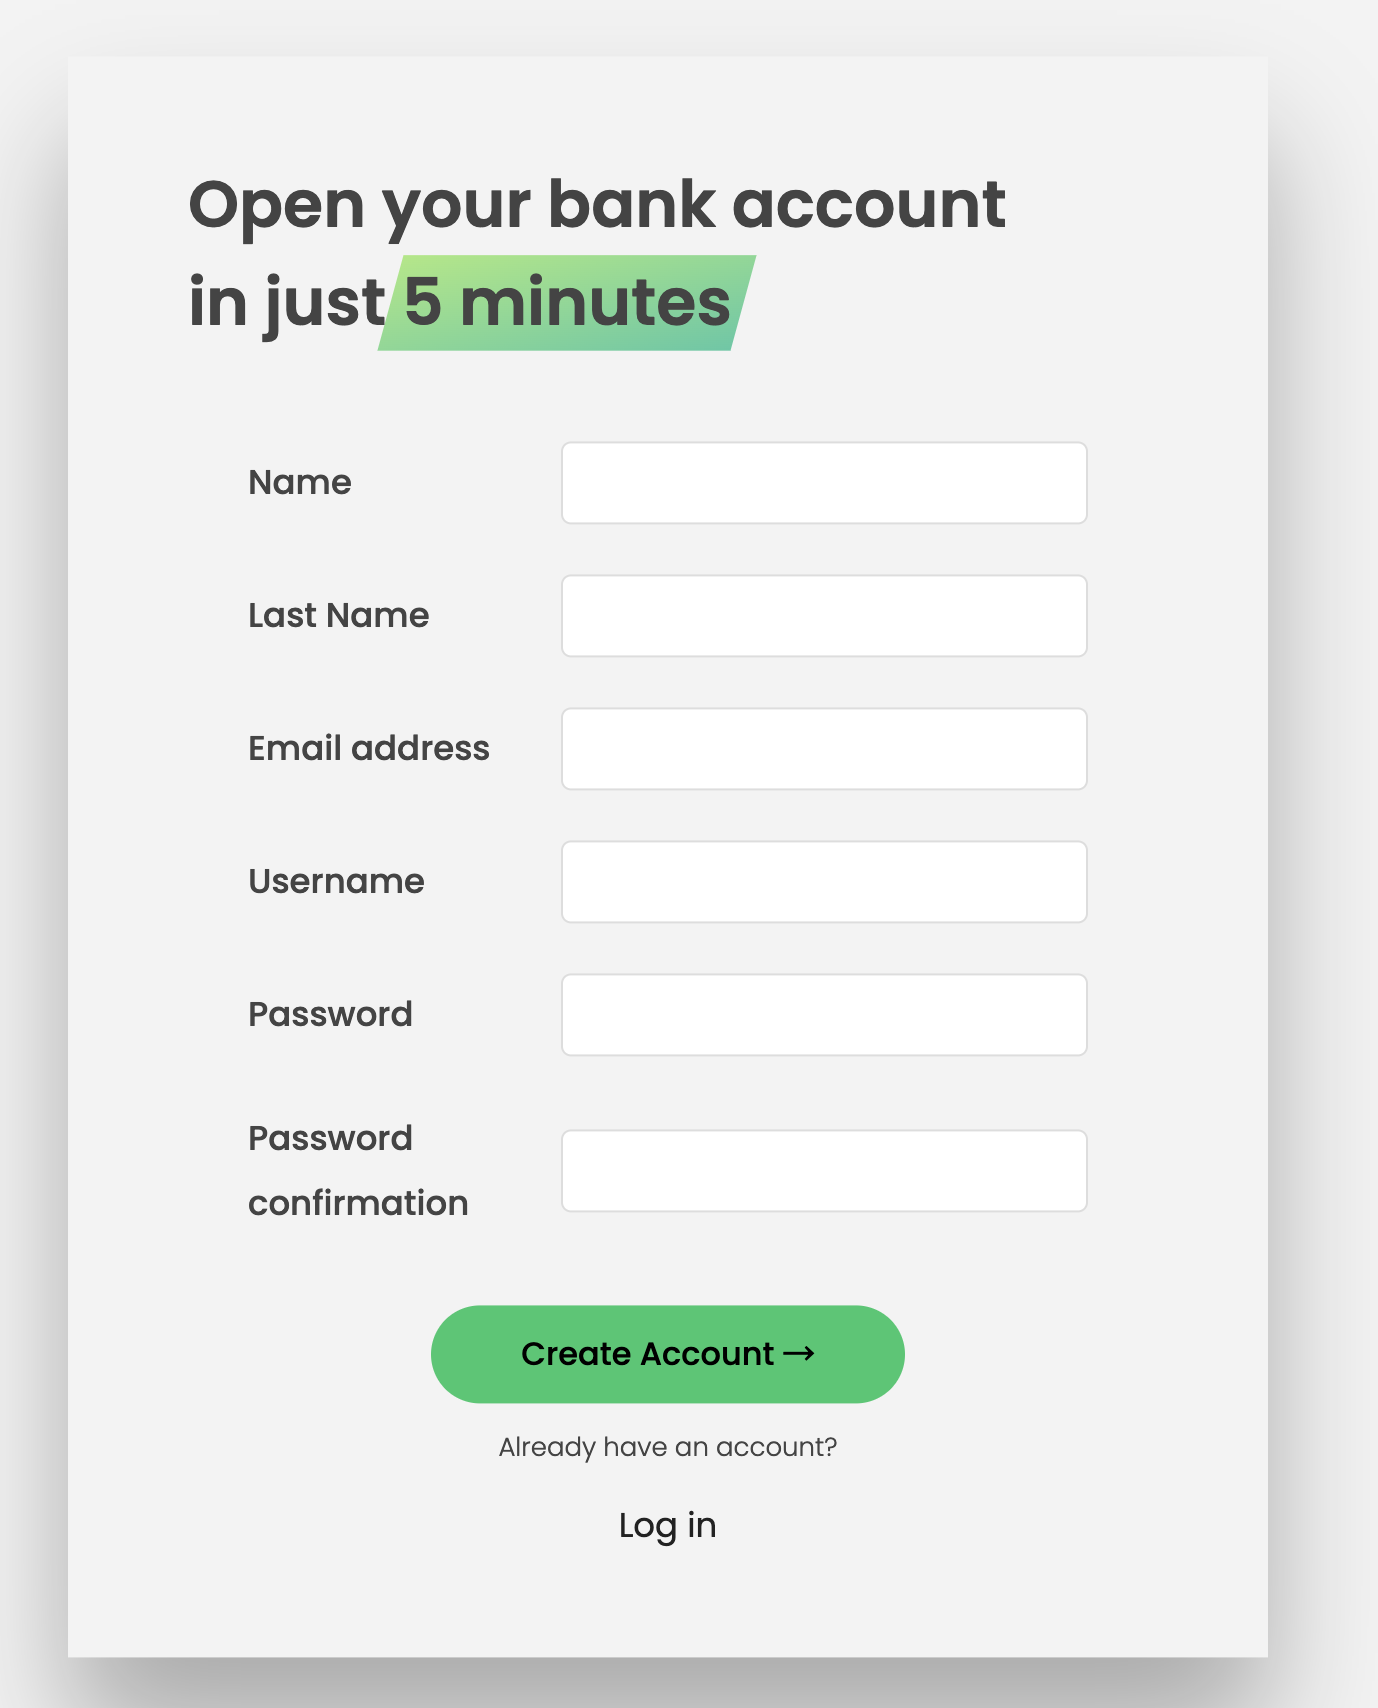 Open your bank account
in just 5 minutes
Name
Last Name
Email address
Username
Password
Password
confirmation
Create Account →
Already have an account?
Log in